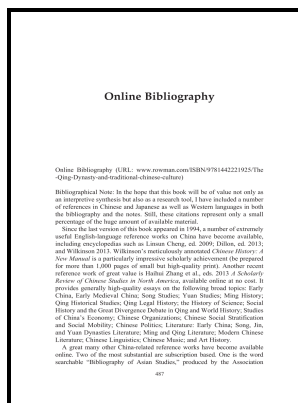 Online Bibliography
Online Bibliography (URL: www.rowman.com/ISBN/9781442221925/The
-Qing-Dynasty-and-traditional-chinese-culture)
Bibliographical Note: In the hope that this book will be of value not only as
an interpretive synthesis but also as a research tool, I have included a number
of references in Chinese and Japanese as well as Western languages in both
the bibliography and the notes. Still, these citations represent only a small
percentage of the huge amount of available material.
Since the last version of this book appeared in 1994, a number of extremely
useful English-language reference works on China have become available,
including encyclopedias such as Linsun Cheng, ed. 2009; Dillon, ed. 2013;
and Wilkinson 2013. Wilkinson's meticulously annotated Chinese History: A
New Manual is a particularly impressive scholarly achievement (be prepared
for more than 1,000 pages of small but high-quality print). Another recent
reference work of great value is Haihui Zhang et al., eds. 2013 A Scholarly
Review of Chinese Studies in North America, available online at no cost. It
provides generally high-quality essays on the following broad topics: Early
China, Early Medieval China; Song Studies; Yuan Studies; Ming History;
Qing Historical Studies; Qing Legal History; the History of Science; Social
History and the Great Divergence Debate in Qing and World History; Studies
of China's Economy; Chinese Organizations; Chinese Social Stratification
and Social Mobility; Chinese Politics; Literature: Early China; Song, Jin,
and Yuan Dynasties Literature; Ming and Qing Literature; Modern Chinese
Literature; Chinese Linguistics; Chinese Music; and Art History.
A great many other China-related reference works have become available
online. Two of the most substantial are subscription based. One is the word
searchable "Bibliography of Asian Studies," produced by the Association
487